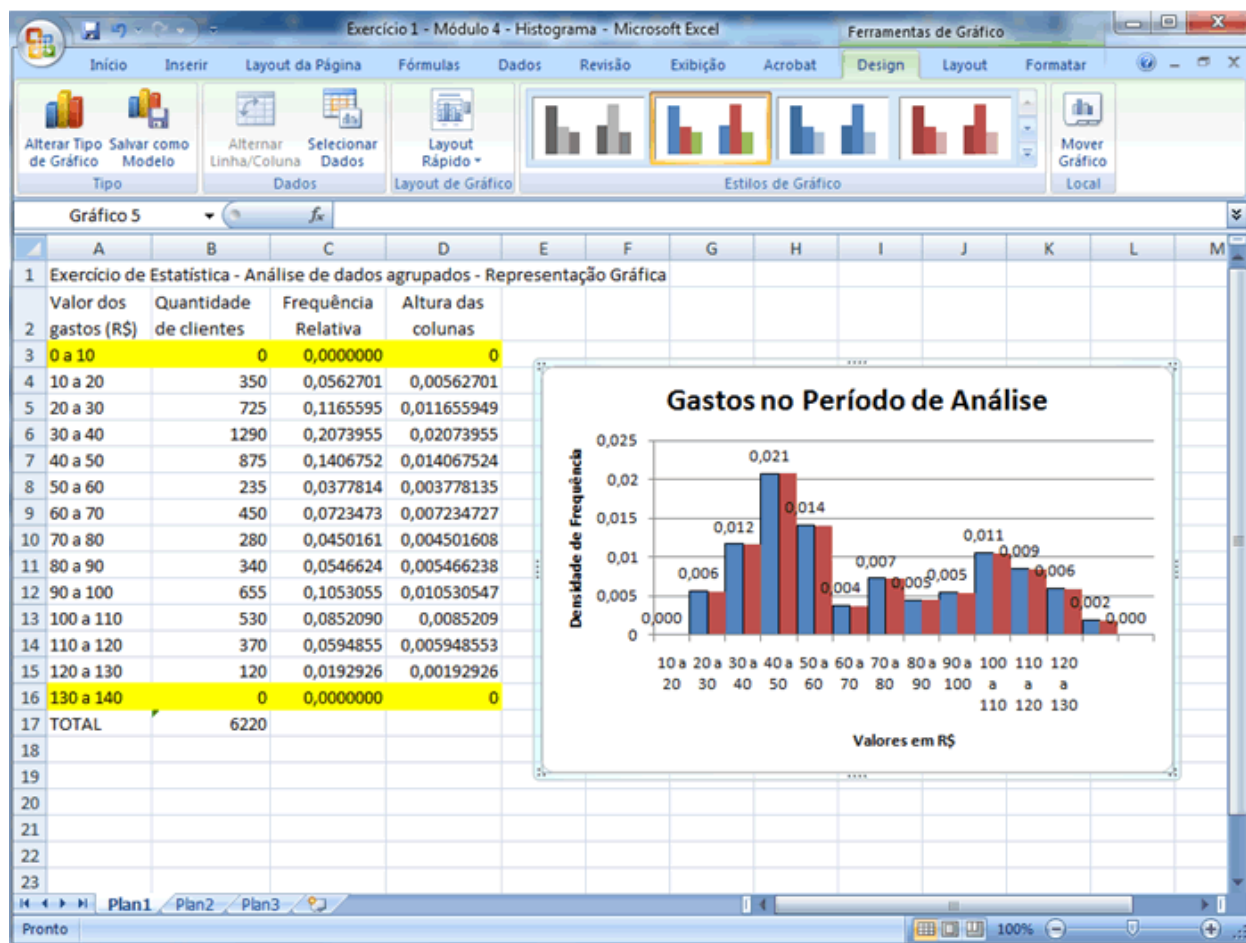 Exercício 1 - Módulo 4 - Histograma - Microsoft Excel
Ferramentas de Gráfico
Início Inserir Layout da Página Fórmulas Dados Revisão Exibição Acrobat Design Layout Formatar
Alterar Tipo de Gráfico
Salvar como Modelo
Alternar Linha/Coluna
Selecionar Dados
Layout Rápido
Mover Gráfico
Tipo Dados Layout de Gráfico Estilos de Gráfico Local
Gráfico 5 fx
A B C D E F G H I J K L M
1 Exercício de Estatística - Análise de dados agrupados - Representação Gráfica
Valor dos Quantidade Frequência Altura das
2 gastos (R$) de clientes Relativa colunas
3 0 a 10 0 0,0000000 0
4 10 a 20 350 0,0562701 0,00562701
5 20 a 30 725 0,1165595 0,011655949
6 30 a 40 1290 0,2073955 0,02073955
7 40 a 50 875 0,1406752 0,014067524
8 50 a 60 235 0,0377814 0,003778135
9 60 a 70 450 0,0723473 0,007234727
10 70 a 80 280 0,0450161 0,004501608
11 80 a 90 340 0,0546624 0,005466238
12 90 a 100 655 0,1053055 0,010530547
13 100 a 110 530 0,0852090 0,0085209
14 110 a 120 370 0,0594855 0,005948553
15 120 a 130 120 0,0192926 0,00192926
16 130 a 140 0 0,0000000 0
17 TOTAL 6220
18
19
20
21
22
23
Gastos no Período de Análise
Densidade de Frequência
0,025
0,02
0,015
0,01
0,005
0
0,000 0,006 0,012 0,021 0,014 0,004 0,007 0,005 0,005 0,011 0,009 0,006 0,002 0,000
10 a 20 a 30 a 40 a 50 a 60 a 70 a 80 a 90 a 100 110 120
20 30 40 50 60 70 80 90 100 a a a
110 120 130
Valores em R$
Plan1 Plan2 Plan3
Pronto 100%